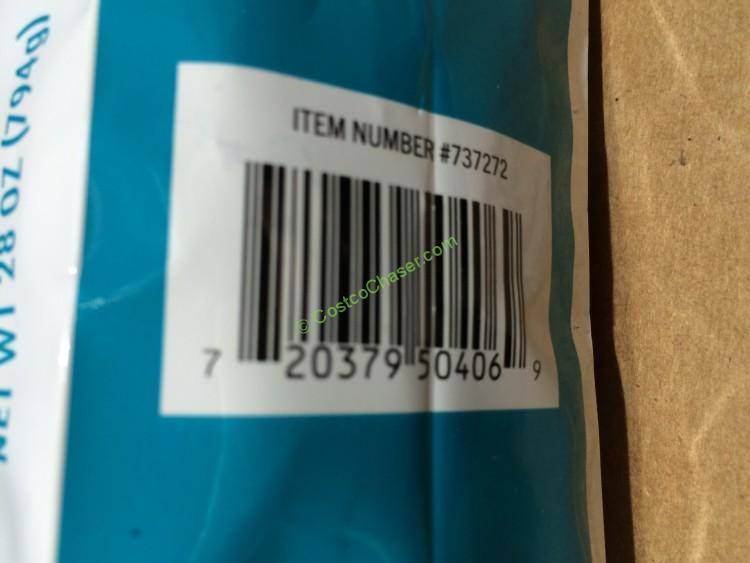 NET WT 28 OZ (794g)
ITEM NUMBER #737272
© CostcoChaser.com
7 20379 50406 9